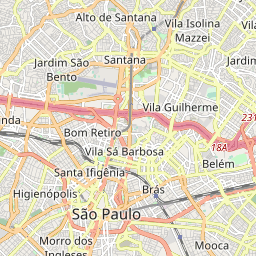 Alto de Santana
Vila Isolina
Mazzei
Santana
Jardim São
Bento
Jardim
Vila Guilherme
anda
Bom Retiro
231
18A
Vila Sá Barbosa
Belém
Santa Ifigênia
Higienópolis
Brás
São Paulo
Morro dos
Ingleses
Mooca